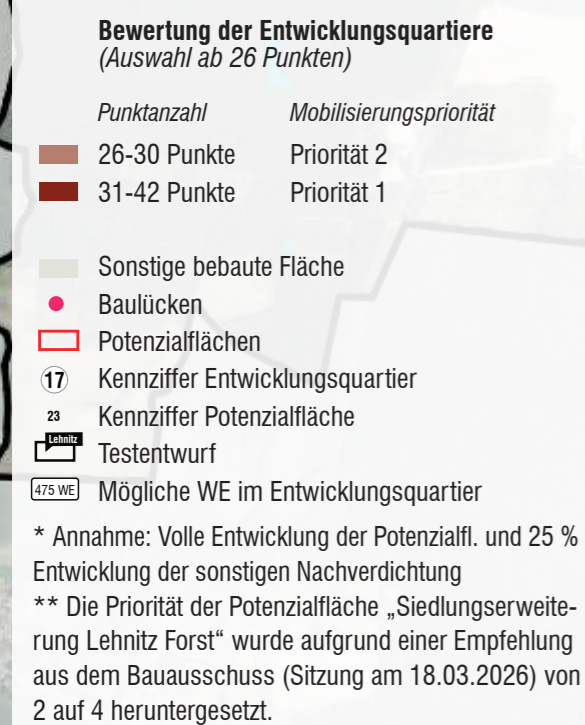 Bewertung der Entwicklungsquartiere
(Auswahl ab 26 Punkten)
Punktanzahl Mobilisierungspriorität
26-30 Punkte Priorität 2
31-42 Punkte Priorität 1
Sonstige bebaute Fläche
Baulücken
Potenzialflächen
17 Kennziffer Entwicklungsquartier
23 Kennziffer Potenzialfläche
Lehnitz Testentwurf
475 WE Mögliche WE im Entwicklungsquartier
* Annahme: Volle Entwicklung der Potenzialfl. und 25 %
Entwicklung der sonstigen Nachverdichtung
** Die Priorität der Potenzialfläche „Siedlungserweite-
rung Lehnitz Forst“ wurde aufgrund einer Empfehlung
aus dem Bauausschuss (Sitzung am 18.03.2026) von
2 auf 4 heruntergesetzt.